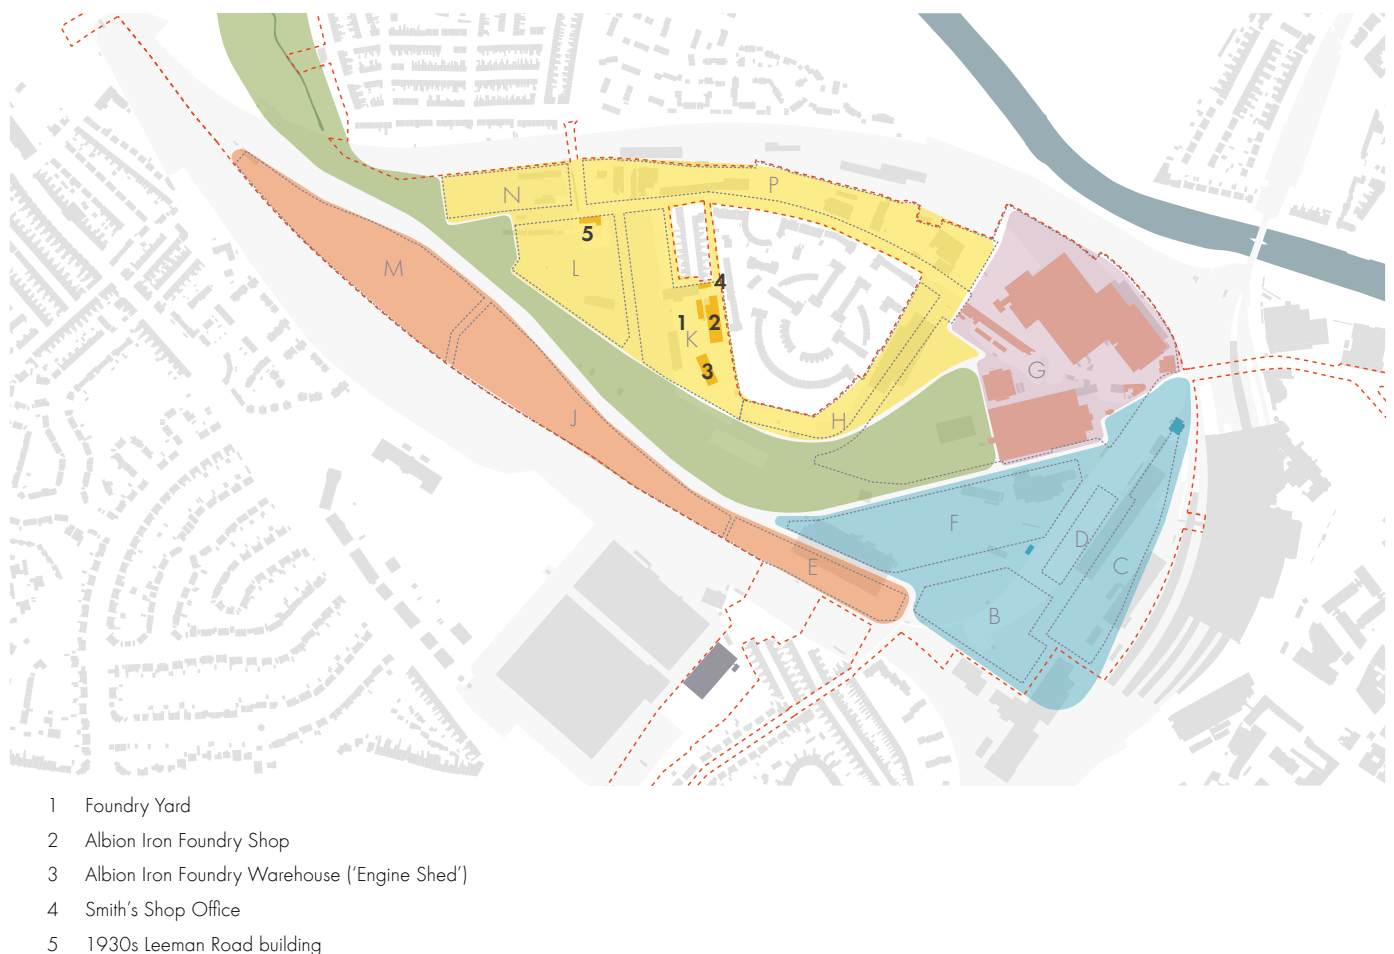 N
P
5
M
L
4
1
2
K
3
G
J
H
F
D
E
C
B
1 Foundry Yard
2 Albion Iron Foundry Shop
3 Albion Iron Foundry Warehouse (‘Engine Shed’)
4 Smith’s Shop Office
5 1930s Leeman Road building